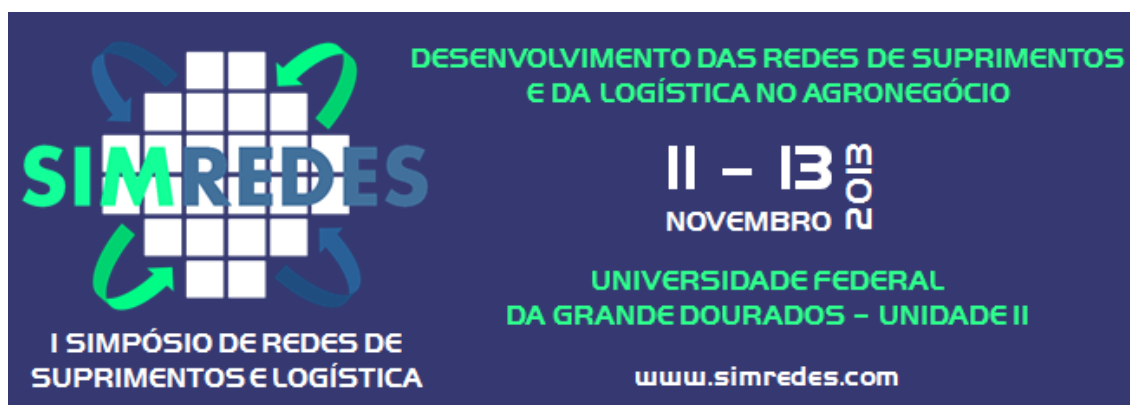 SIMREDES
I SIMPÓSIO DE REDES DE
SUPRIMENTOS E LOGÍSTICA
DESENVOLVIMENTO DAS REDES DE SUPRIMENTOS
E DA LOGÍSTICA NO AGRONEGÓCIO
11 – 13
NOVEMBRO
2013
UNIVERSIDADE FEDERAL
DA GRANDE DOURADOS – UNIDADE II
www.simredes.com